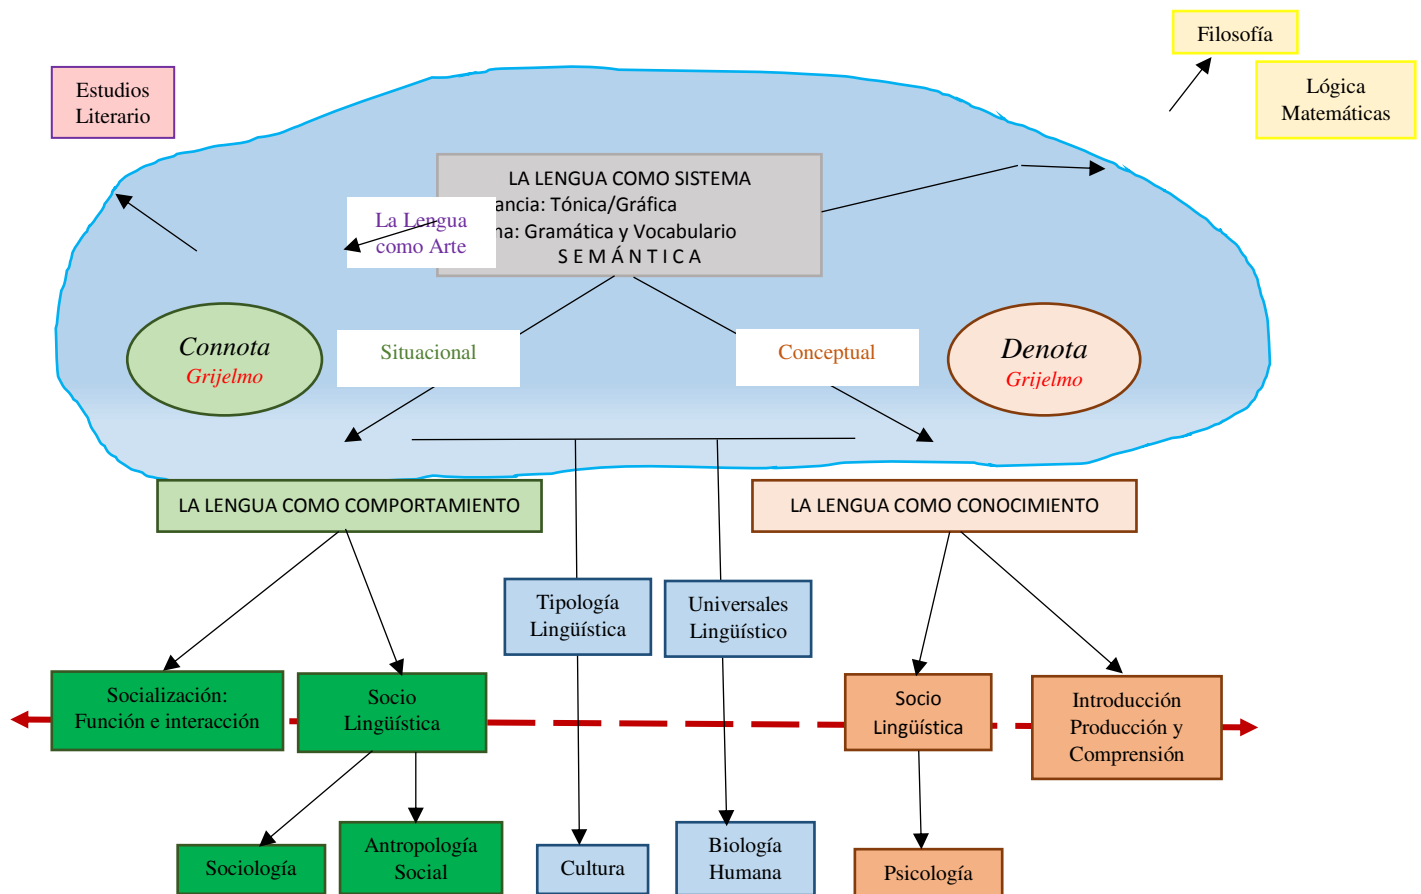 Filosofía
Estudios
Literario
Lógica
Matemáticas
LA LENGUA COMO SISTEMA
ancia: Tónica/Gráfica
na: Gramática y Vocabulario
S E M Á N T I C A
La Lengua
como Arte
Connota
Grijelmo
Situacional
Conceptual
Denota
Grijelmo
LA LENGUA COMO COMPORTAMIENTO
LA LENGUA COMO CONOCIMIENTO
Tipología
Lingüística
Universales
Lingüístico
Socialización:
Función e interacción
Socio
Lingüística
Socio
Lingüística
Introducción
Producción y
Comprensión
Sociología
Antropología
Social
Cultura
Biología
Humana
Psicología